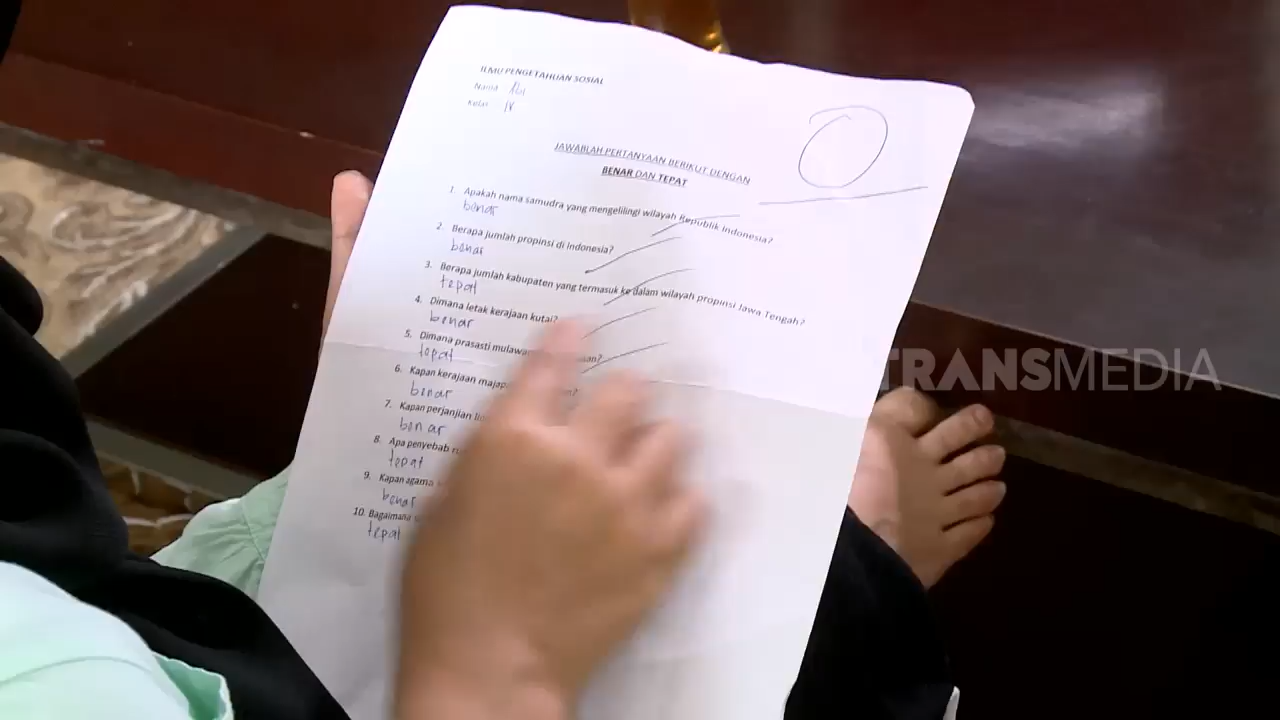 ILMU PENGETAHUAN SOSIAL
Nama
Kelas IV
0
JAWABLAH PERTANYAAN BERIKUT DENGAN
BENAR DAN TEPAT
1. Apakah nama samudra yang mengelilingi wilayah Republik Indonesia?
benar
2. Berapa jumlah propinsi di Indonesia?
benar
3. Berapa jumlah kabupaten yang termasuk ke dalam wilayah propinsi Jawa Tengah?
tepat
4. Dimana letak kerajaan kutai?
benar
5. Dimana prasasti
tepat
6. Kapan kerajaan
benar
7. Kapan perjanjian
benar
8. Apa penyebab
tepat
9. Kapan agama
benar
10. Bagaimana
tepat
TRANSMEDIA